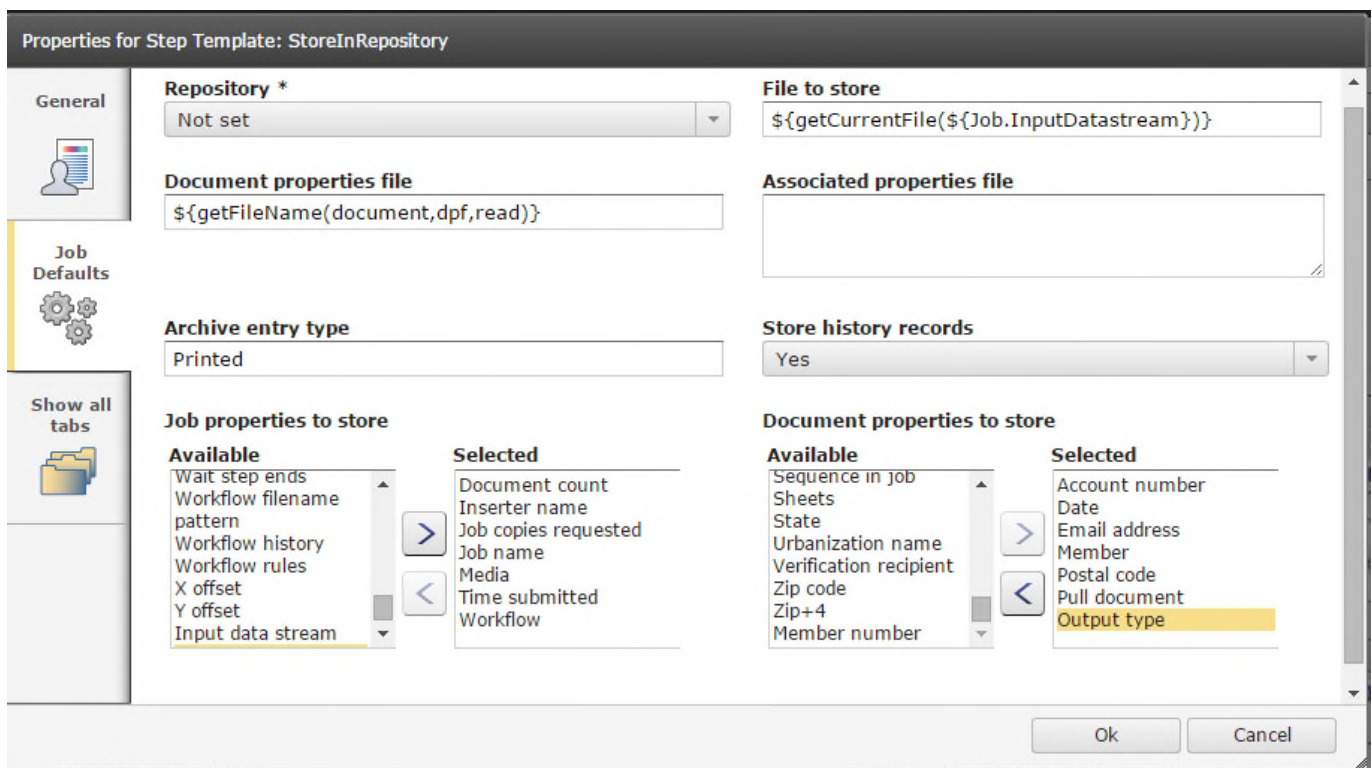 Properties for Step Template: StoreInRepository
General
Job
Defaults
Show all
tabs
Repository *
Not set
File to store
${getCurrentFile(${Job.InputDatastream})}
Document properties file
${getFileName(document,dpf,read)}
Associated properties file
Archive entry type
Printed
Store history records
Yes
Job properties to store
Available
Wait step ends
Workflow filename
pattern
Workflow history
Workflow rules
X offset
Y offset
Input data stream
>
<
Selected
Document count
Inserter name
Job copies requested
Job name
Media
Time submitted
Workflow
Document properties to store
Available
Sequence in job
Sheets
State
Urbanization name
Verification recipient
Zip code
Zip+4
Member number
>
<
Selected
Account number
Date
Email address
Member
Postal code
Pull document
Output type
Ok
Cancel